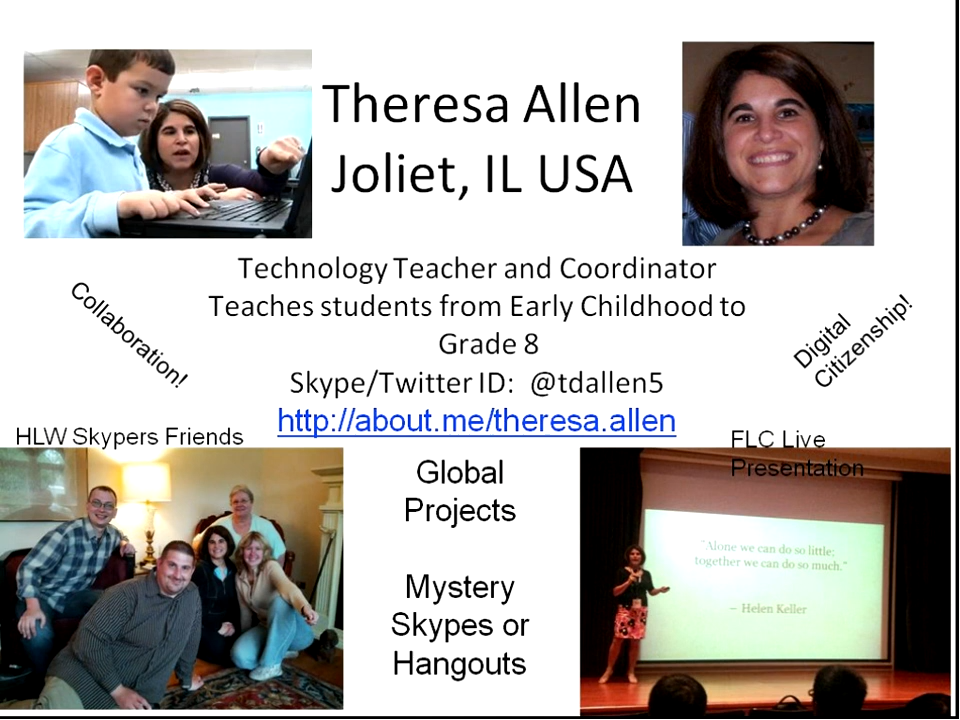 Theresa Allen
Joliet, IL USA
Technology Teacher and Coordinator
Teaches students from Early Childhood to
Grade 8
Skype/Twitter ID:  @tdallen5
http://about.me/theresa.allen
Collaboration!
Digital
Citizenship!
HLW Skypers Friends
FLC Live
Presentation
Global
Projects
Mystery
Skypes or
Hangouts
"Alone we can do so little;
together we can do so much."
– Helen Keller